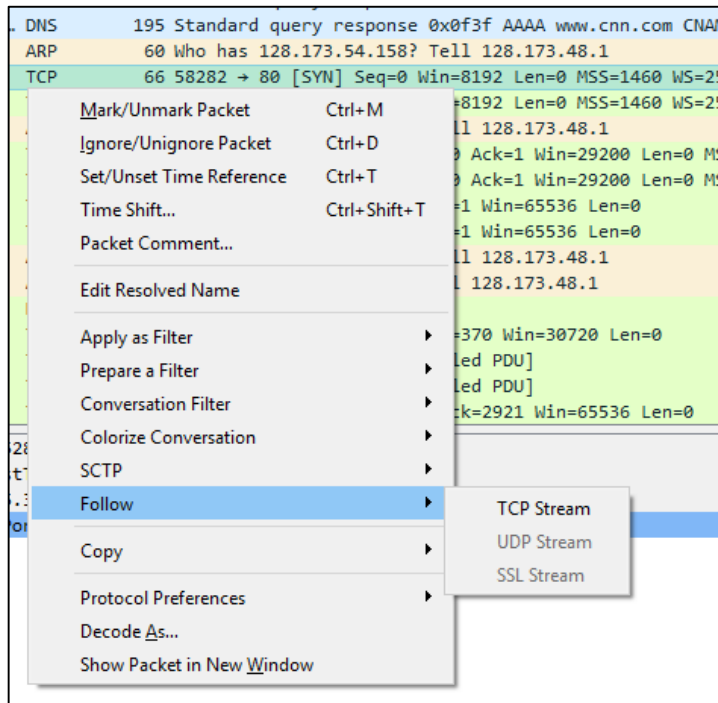 DNS 195 Standard query response 0x0f3f AAAA www.cnn.com CNAM
ARP 60 Who has 128.173.54.158? Tell 128.173.48.1
TCP 66 58282 → 80 [SYN] Seq=0 Win=8192 Len=0 MSS=1460 WS=25
Mark/Unmark Packet Ctrl+M =8192 Len=0 MSS=1460 WS=25
ll 128.173.48.1
Ignore/Unignore Packet Ctrl+D Ack=1 Win=29200 Len=0 MS
Set/Unset Time Reference Ctrl+T Ack=1 Win=29200 Len=0 MS
Time Shift... Ctrl+Shift+T =1 Win=65536 Len=0
=1 Win=65536 Len=0
Packet Comment... ll 128.173.48.1
Edit Resolved Name l 128.173.48.1
Apply as Filter =370 Win=30720 Len=0
Prepare a Filter led PDU]
led PDU]
Conversation Filter ck=2921 Win=65536 Len=0
Colorize Conversation
SCTP
Follow TCP Stream
Copy UDP Stream
SSL Stream
Protocol Preferences
Decode As...
Show Packet in New Window